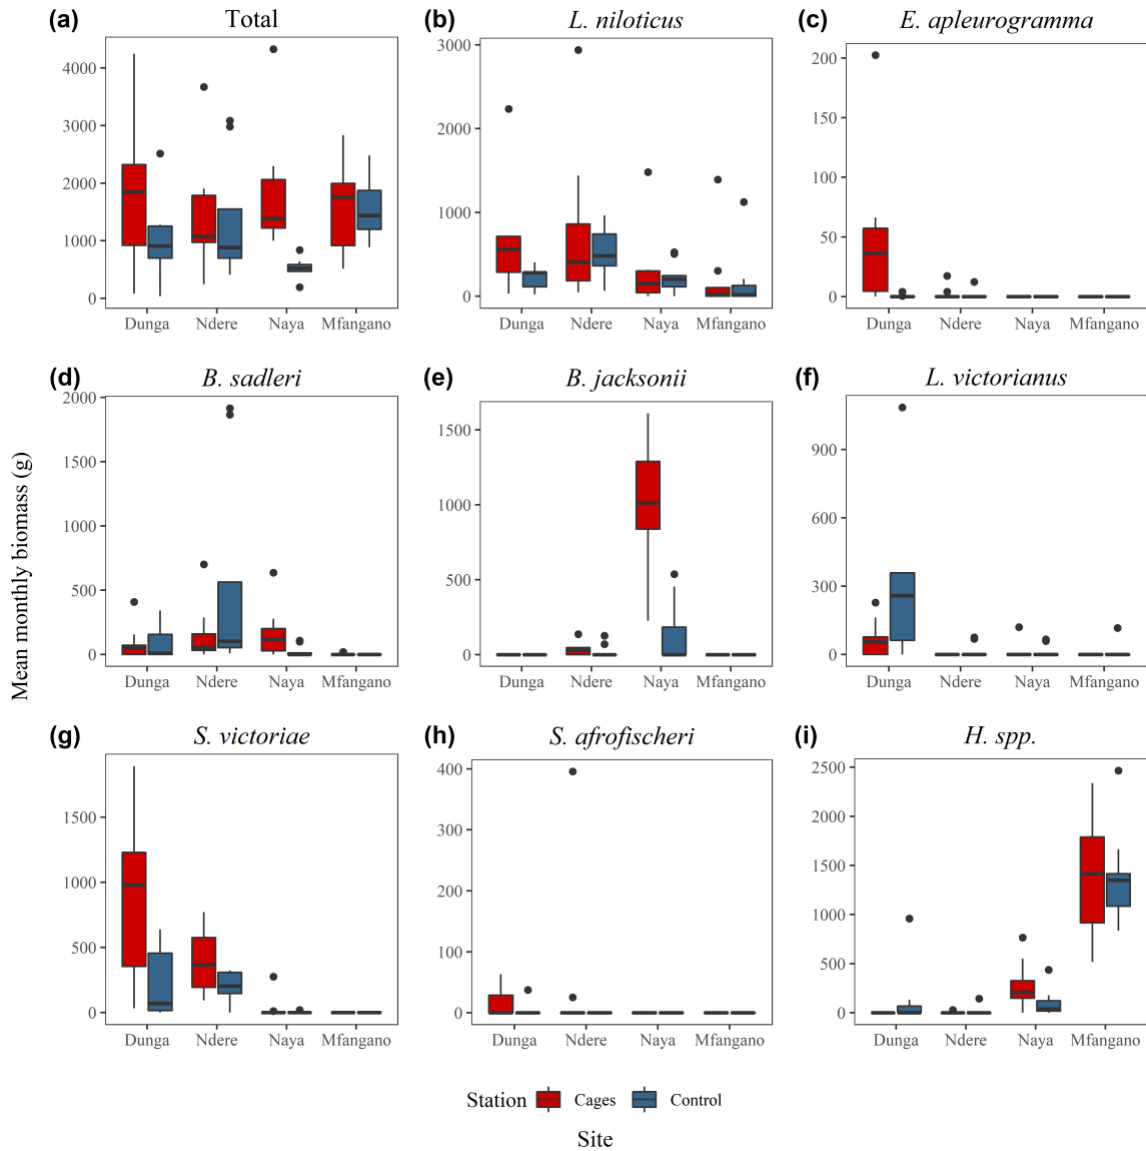 (a) Total
4000
3000
2000
1000
0
Dunga Ndere Naya Mfangano
(b) L. niloticus
3000
2000
1000
0
Dunga Ndere Naya Mfangano
(c) E. apleurogramma
200
150
100
50
0
Dunga Ndere Naya Mfangano
Mean monthly biomass (g)
(d) B. sadleri
2000
1500
1000
500
0
Dunga Ndere Naya Mfangano
(e) B. jacksonii
1500
1000
500
0
Dunga Ndere Naya Mfangano
(f) L. victorianus
900
600
300
0
Dunga Ndere Naya Mfangano
(g) S. victoriae
1500
1000
500
0
Dunga Ndere Naya Mfangano
(h) S. afrofischeri
400
300
200
100
0
Dunga Ndere Naya Mfangano
(i) H. spp.
2500
2000
1500
1000
500
0
Dunga Ndere Naya Mfangano
Station Cages Control
Site